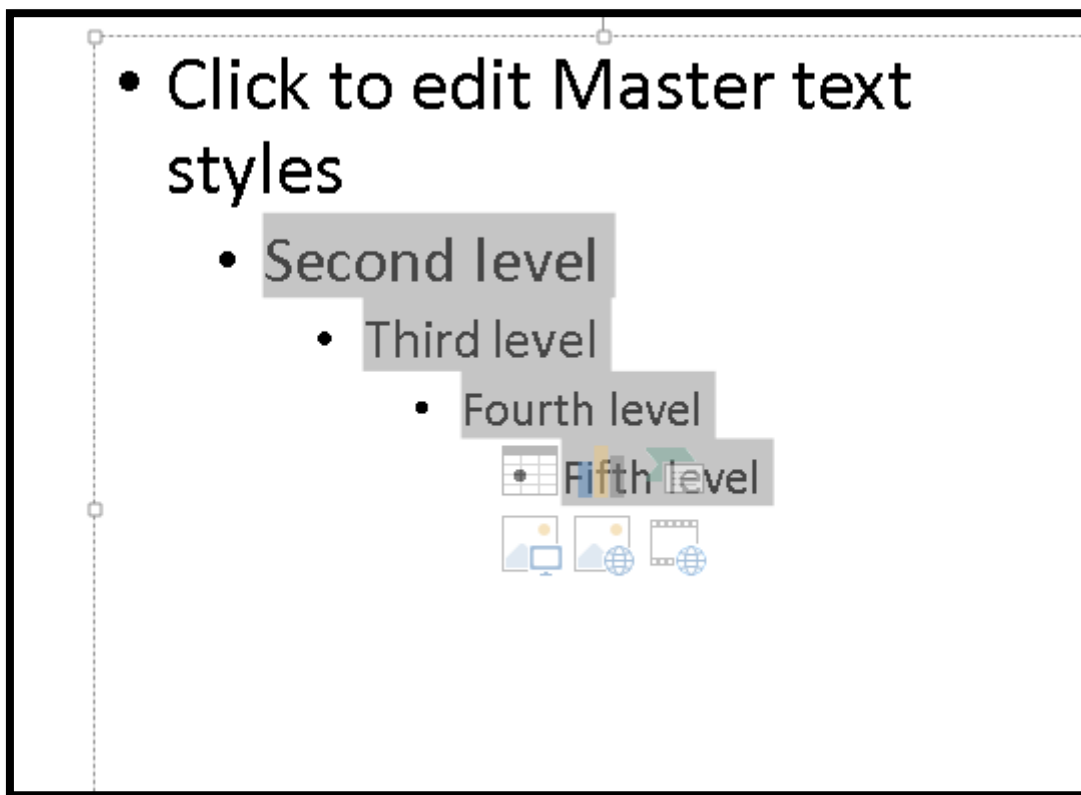 • Click to edit Master text
styles
• Second level
• Third level
• Fourth level
• Fifth level